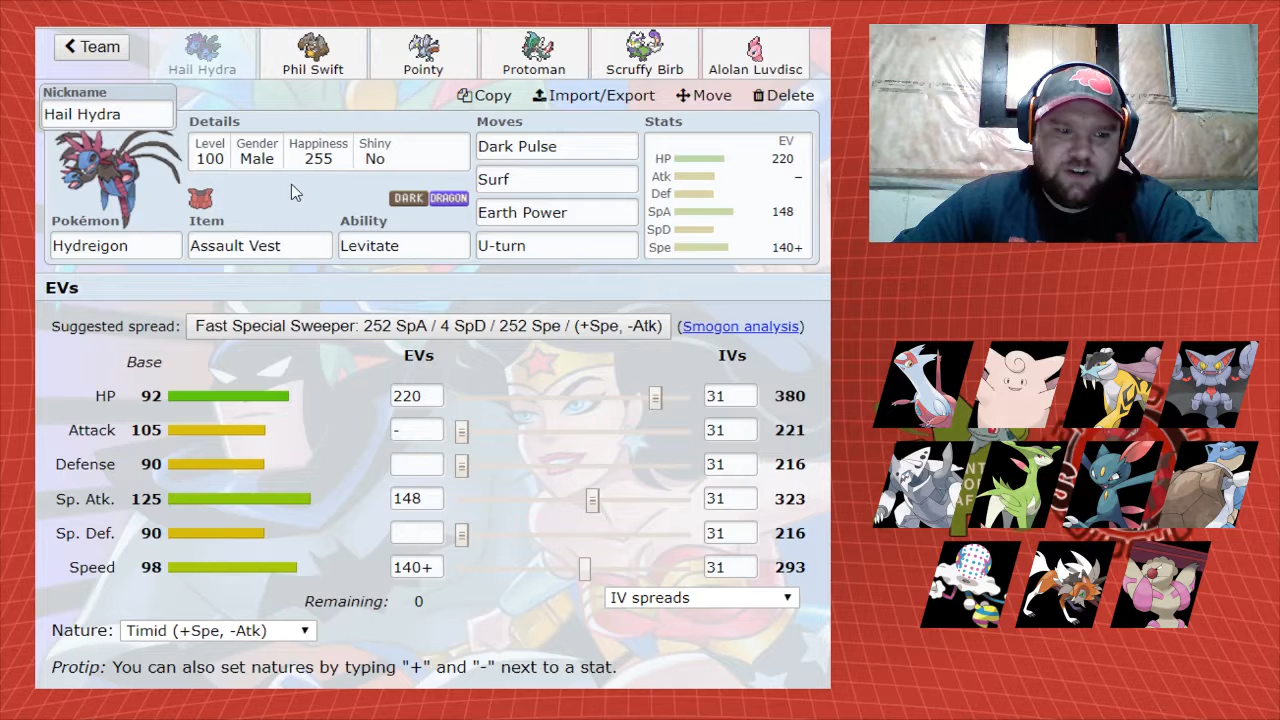 Team
Hail Hydra
Phil Swift
Pointy
Protoman
Scruffy Birb
Alolan Luvdisc
Copy Import/Export Move Delete
Nickname
Hail Hydra
Details
Level Gender Happiness Shiny
100 Male 255 No
DARK DRAGON
Pokémon Item Ability
Hydreigon Assault Vest Levitate
Moves
Dark Pulse
Surf
Earth Power
U-turn
Stats
EV
HP 220
Atk –
Def
SpA 148
SpD
Spe 140+
EVs
Suggested spread: Fast Special Sweeper: 252 SpA / 4 SpD / 252 Spe / (+Spe, -Atk) (Smogon analysis)
Base EVs IVs
HP 92 220 31 380
Attack 105 - 31 221
Defense 90 31 216
Sp. Atk. 125 148 31 323
Sp. Def. 90 31 216
Speed 98 140+ 31 293
Remaining: 0 IV spreads
Nature: Timid (+Spe, -Atk)
Protip: You can also set natures by typing "+" and "-" next to a stat.